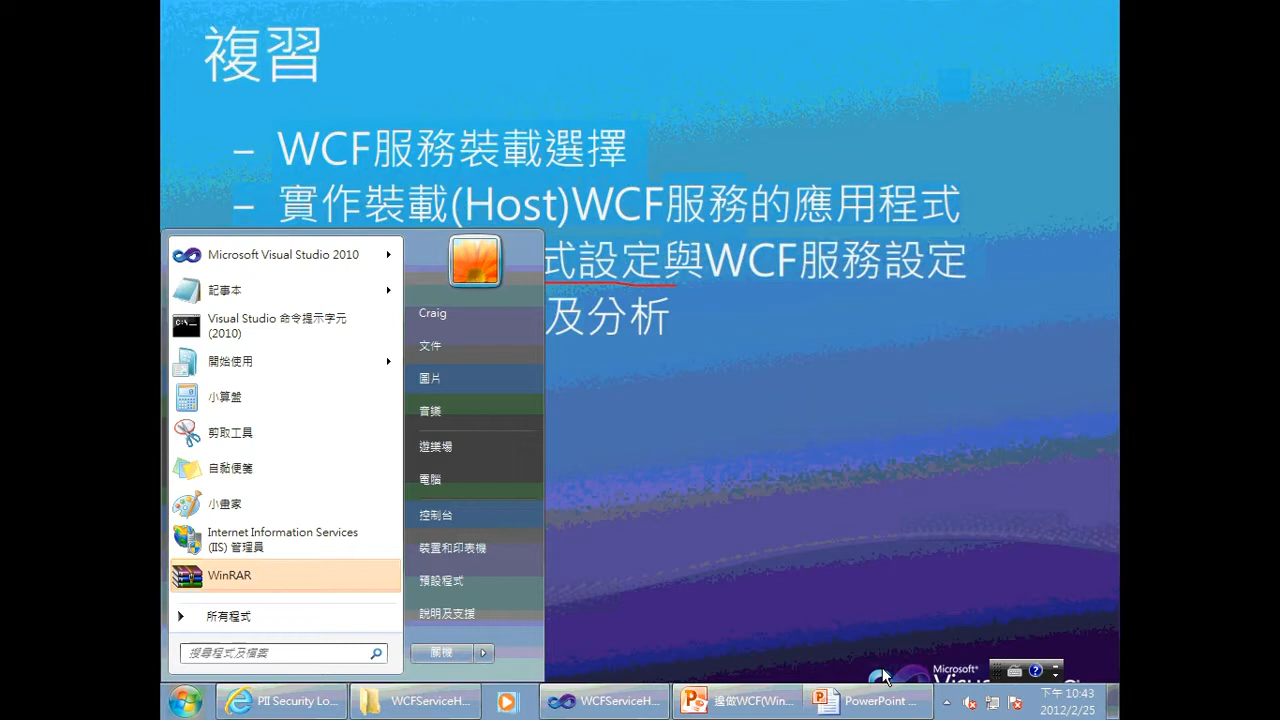 複習
– WCF服務裝載選擇
– 實作裝載(Host)WCF服務的應用程式
式設定與WCF服務設定
及分析
Microsoft Visual Studio 2010
記事本
Visual Studio 命令提示字元
(2010)
開始使用
小算盤
剪取工具
自黏便箋
小畫家
Internet Information Services
(IIS) 管理員
WinRAR
所有程式
搜尋程式及檔案
Craig
文件
圖片
音樂
遊樂場
電腦
控制台
裝置和印表機
預設程式
說明及支援
關機
Microsoft®
PII Security Lo...
WCFServiceH...
WCFServiceH...
邊做WCF(Win...
PowerPoint ...
下午 10:43
2012/2/25